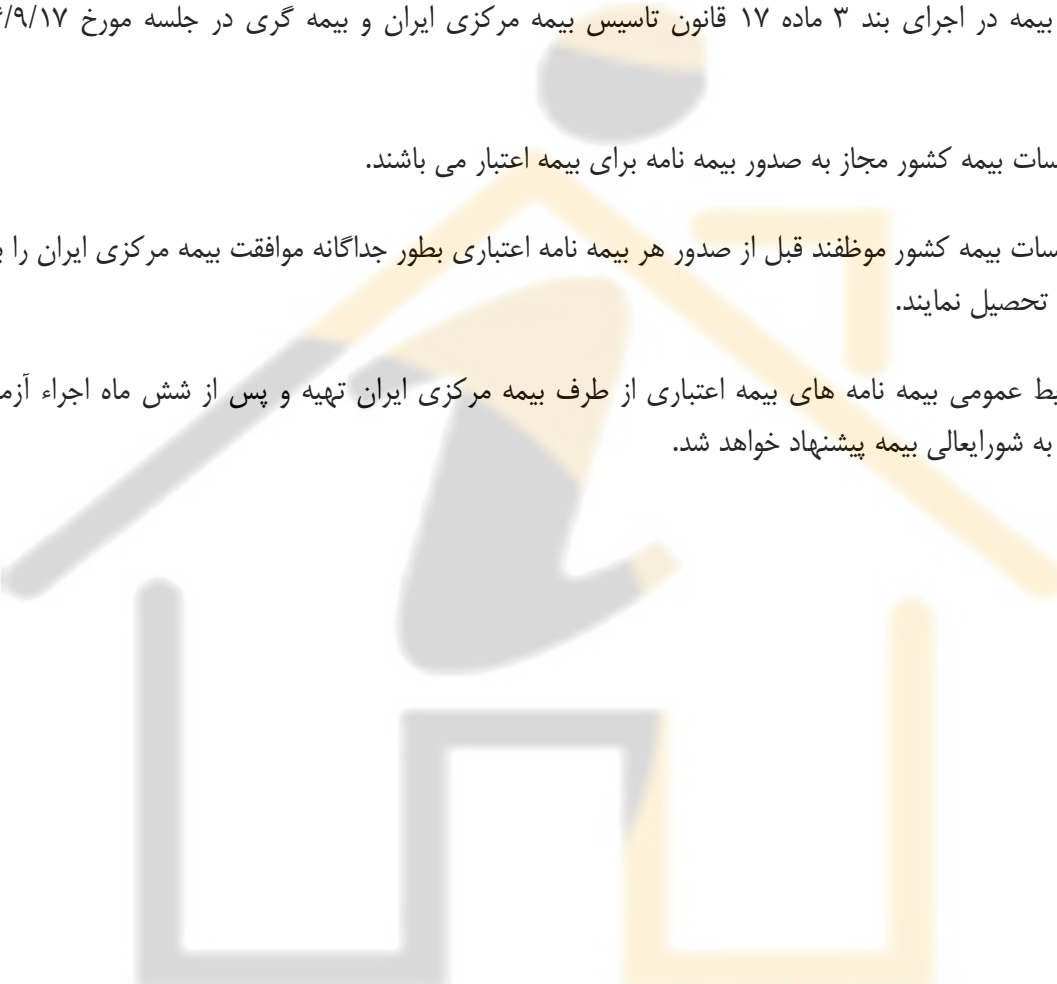 بیمه در اجرای بند ۳ ماده ۱۷ قانون تاسیس بیمه مرکزی ایران و بیمه گری در جلسه مورخ ۹/۱۷/
سات بیمه کشور مجاز به صدور بیمه نامه برای بیمه اعتبار می باشند.
سات بیمه کشور موظفند قبل از صدور هر بیمه نامه اعتباری بطور جداگانه موافقت بیمه مرکزی ایران را
تحصیل نمایند.
یط عمومی بیمه نامه های بیمه اعتباری از طرف بیمه مرکزی ایران تهیه و پس از شش ماه اجراء آزم
به شورایعالی بیمه پیشنهاد خواهد شد.